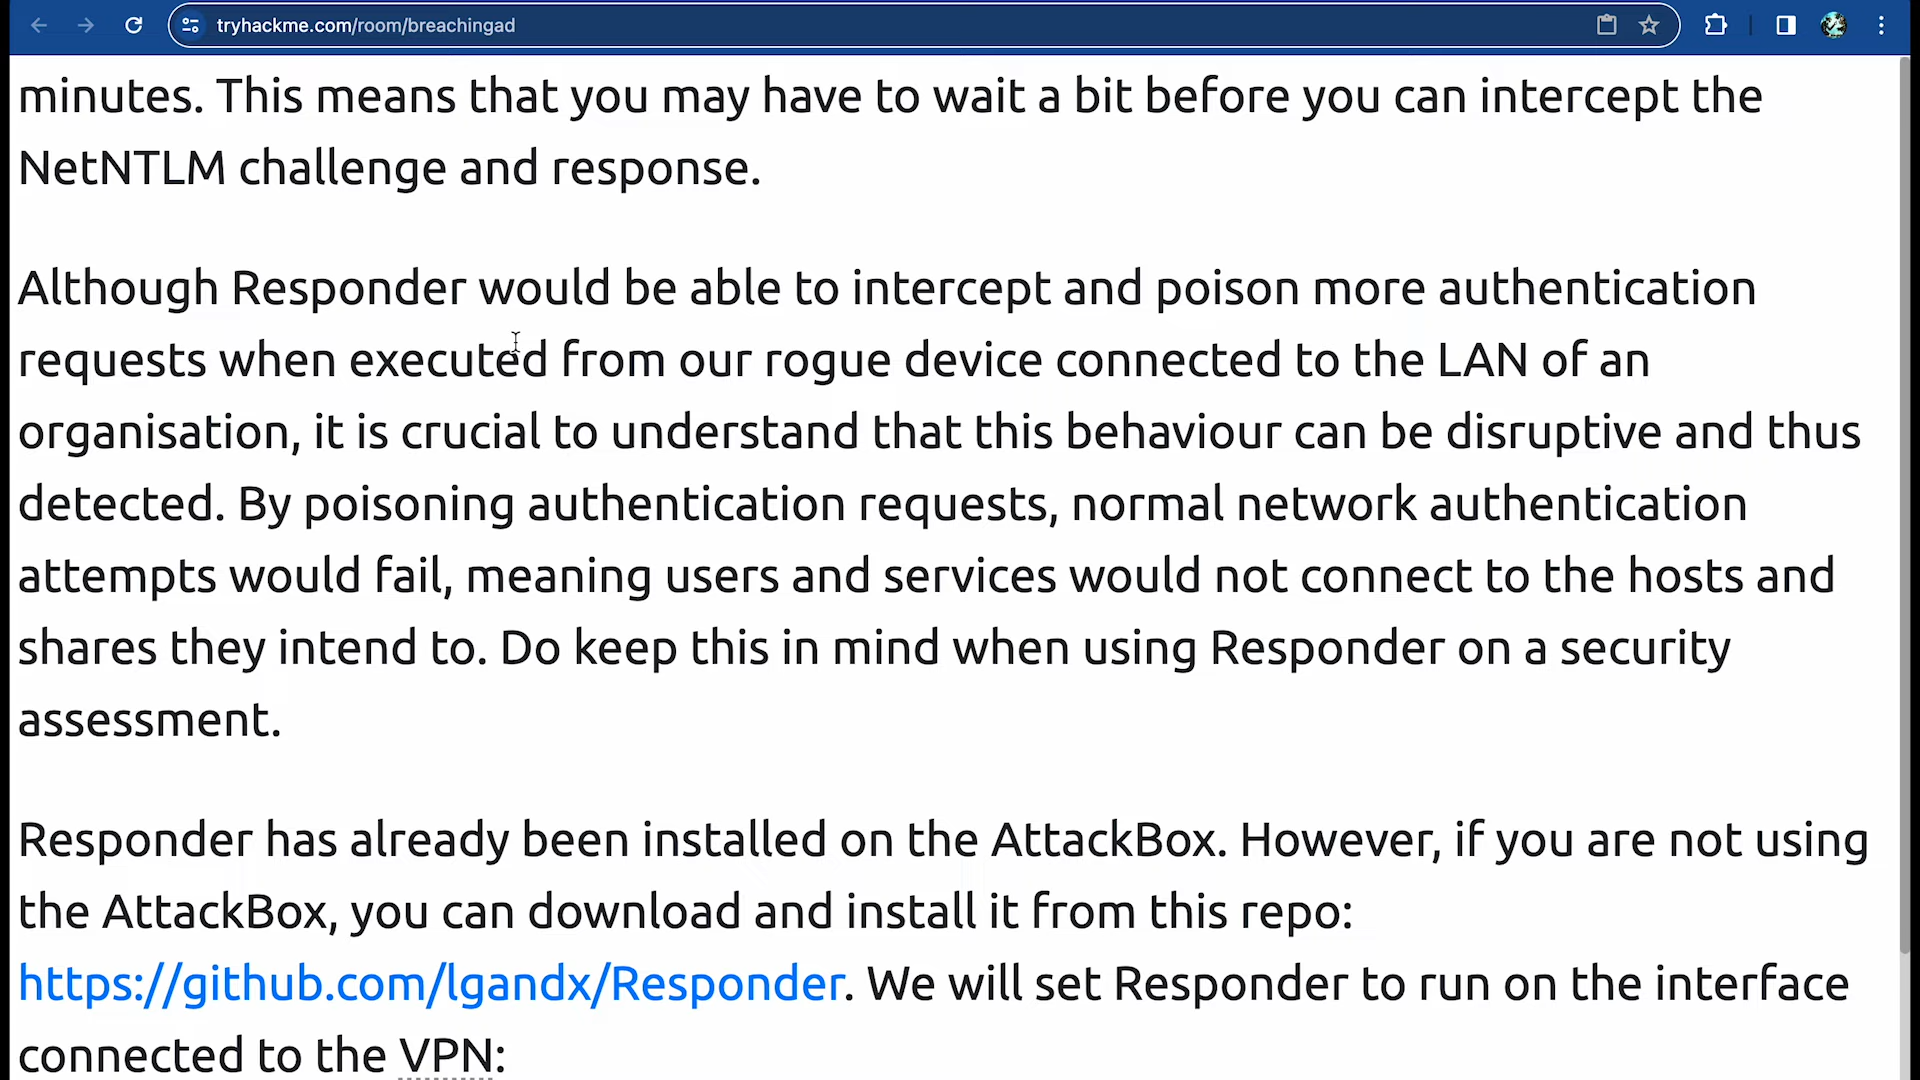 tryhackme.com/room/breachingad
minutes. This means that you may have to wait a bit before you can intercept the
NetNTLM challenge and response.
Although Responder would be able to intercept and poison more authentication
requests when executed from our rogue device connected to the LAN of an
organisation, it is crucial to understand that this behaviour can be disruptive and thus
detected. By poisoning authentication requests, normal network authentication
attempts would fail, meaning users and services would not connect to the hosts and
shares they intend to. Do keep this in mind when using Responder on a security
assessment.
Responder has already been installed on the AttackBox. However, if you are not using
the AttackBox, you can download and install it from this repo:
https://github.com/lgandx/Responder. We will set Responder to run on the interface
connected to the VPN: